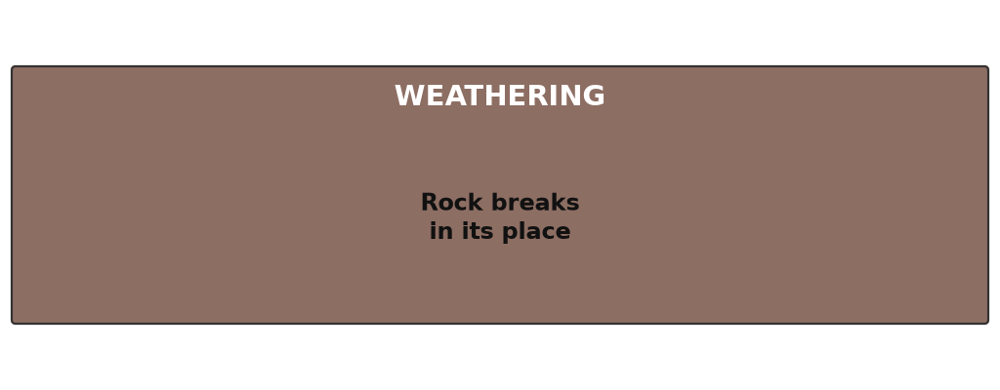 WEATHERING
Rock breaks
in its place